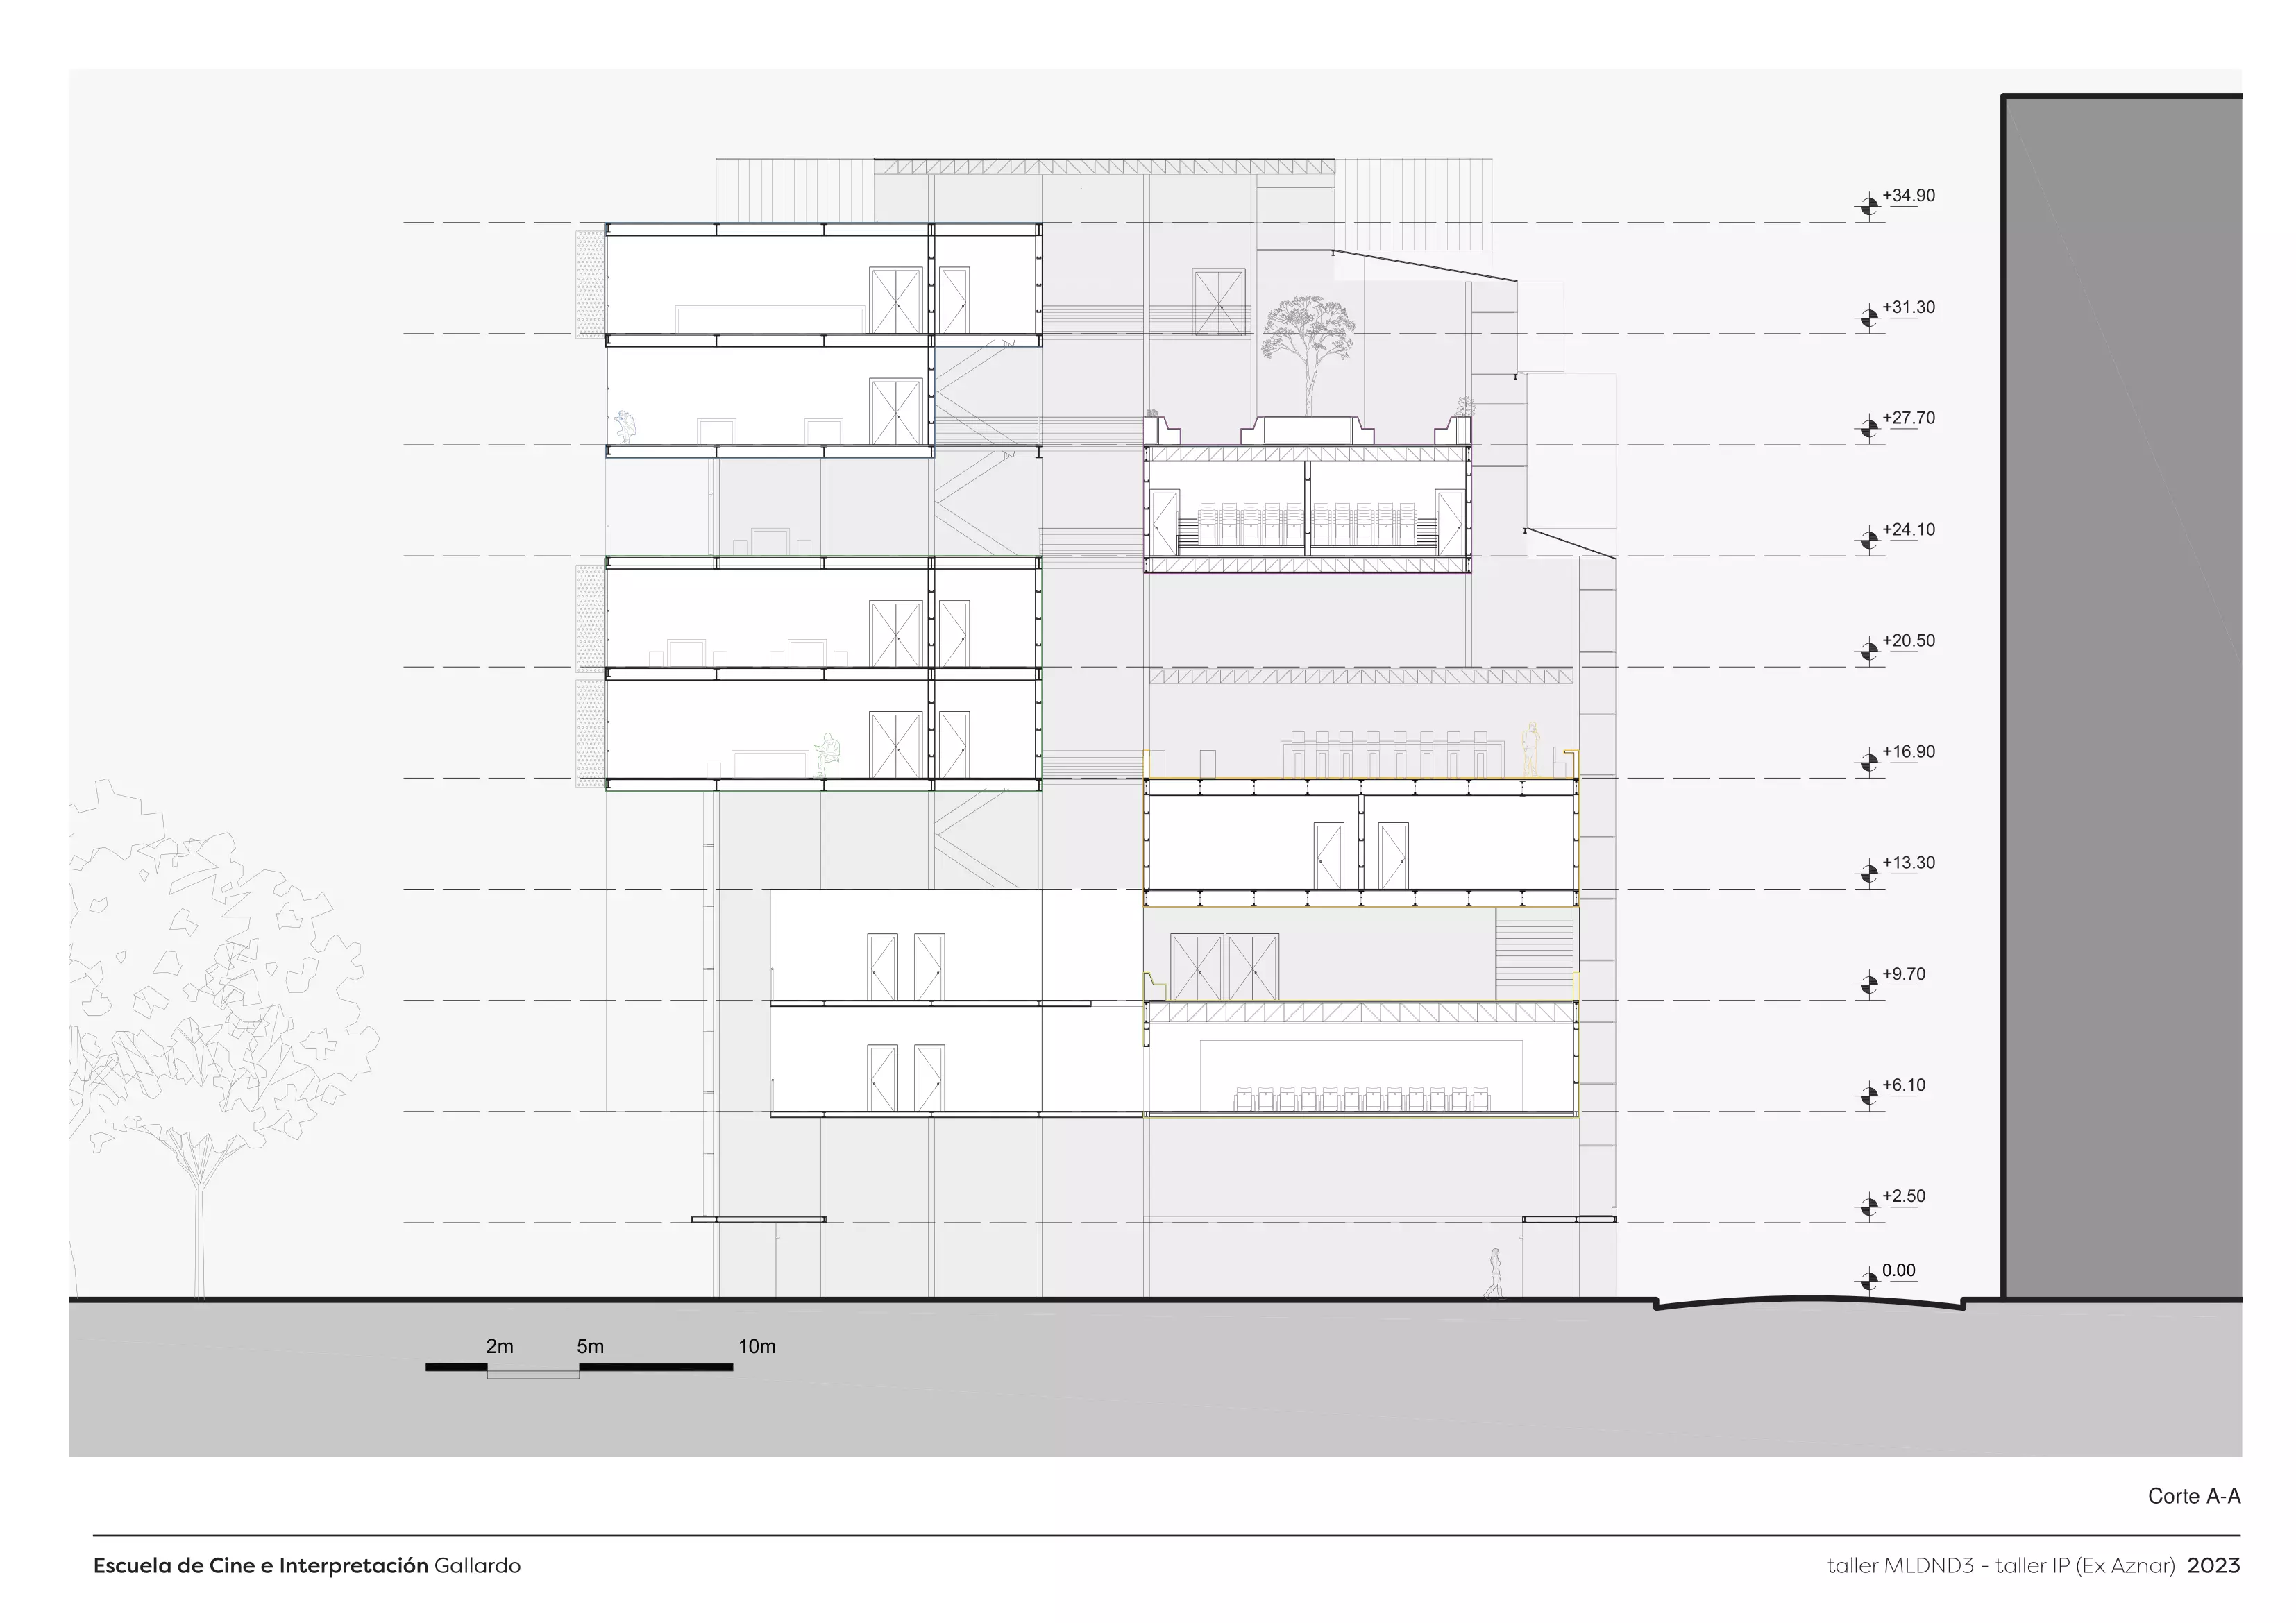 +34.90
+31.30
+27.70
+24.10
+20.50
+16.90
+13.30
+9.70
+6.10
+2.50
0.00
2m 5m 10m
Corte A-A
Escuela de Cine e Interpretación Gallardo
taller MLDND3 - taller IP (Ex Aznar) 2023